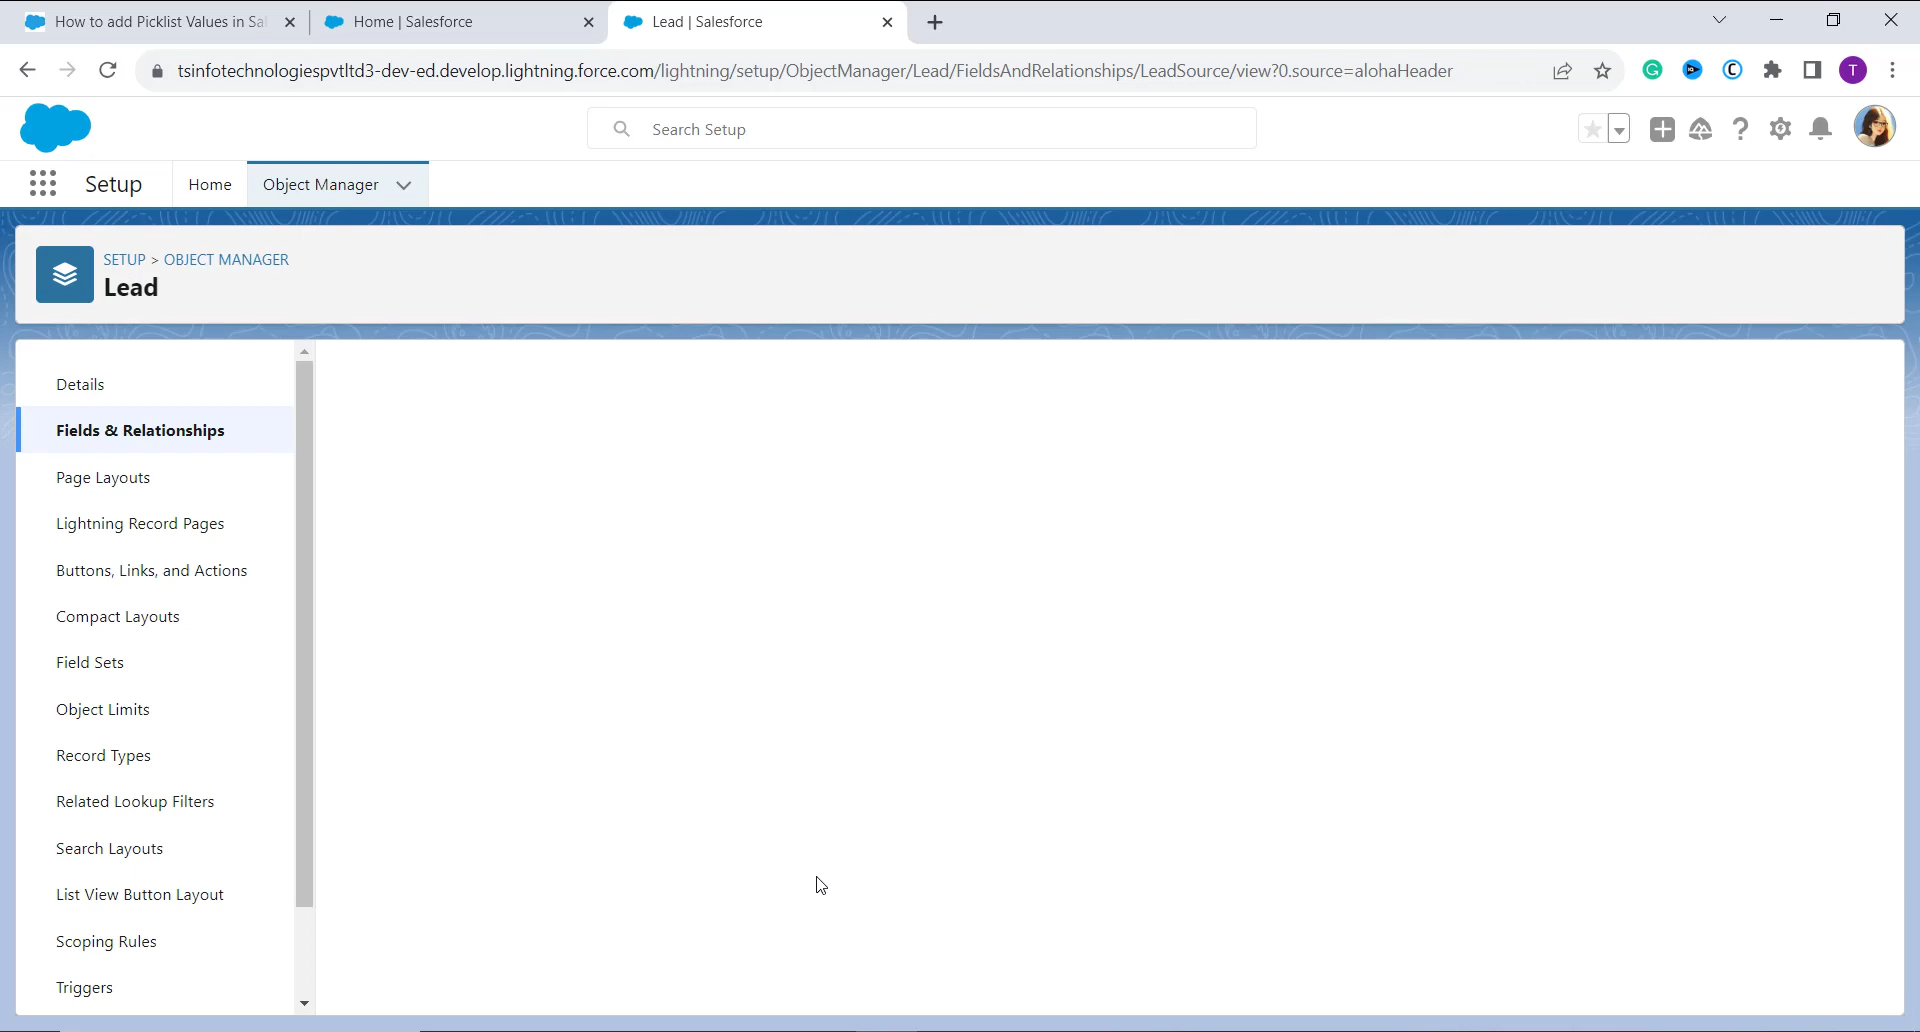 How to add Picklist Values in Sa
Home | Salesforce
Lead | Salesforce
tsinfotechnologiespvtltd3-dev-ed.develop.lightning.force.com/lightning/setup/ObjectManager/Lead/FieldsAndRelationships/LeadSource/view?0.source=alohaHeader
T
Search Setup
Setup
Home
Object Manager
SETUP > OBJECT MANAGER
Lead
Details
Fields & Relationships
Page Layouts
Lightning Record Pages
Buttons, Links, and Actions
Compact Layouts
Field Sets
Object Limits
Record Types
Related Lookup Filters
Search Layouts
List View Button Layout
Scoping Rules
Triggers